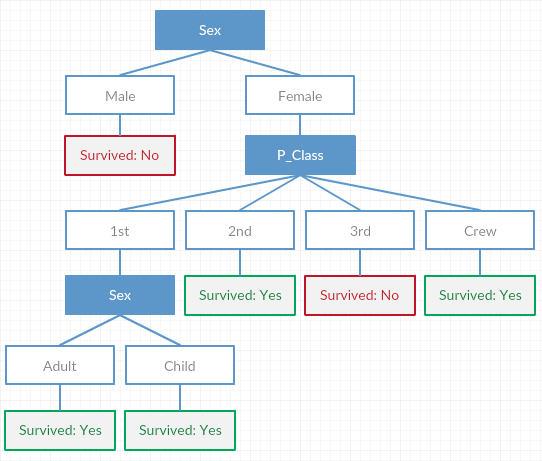 Sex
Male
Female
Survived: No
P_Class
1st
2nd
3rd
Crew
Sex
Survived: Yes
Survived: No
Survived: Yes
Adult
Child
Survived: Yes
Survived: Yes